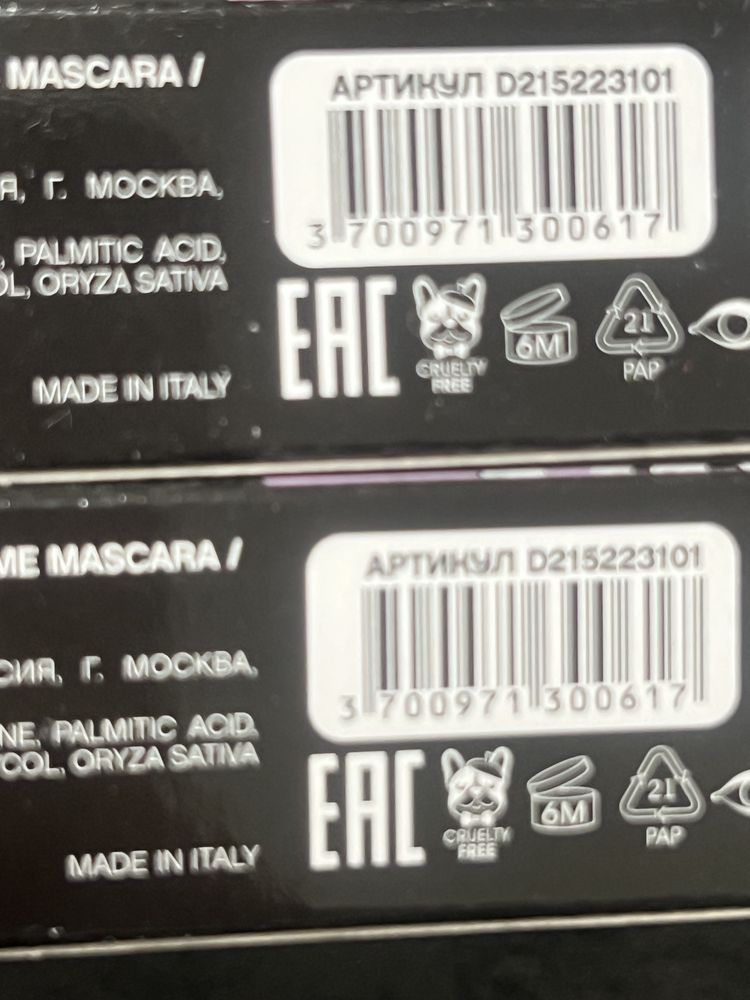 MASCARA /
АРТИКУЛ D215223101
3 700971 300617
Я, Г. МОСКВА,
, PALMITIC ACID,
OL, ORYZA SATIVA
EAC
CRUELTY
FREE
6M
21
PAP
MADE IN ITALY
ME MASCARA /
АРТИКУЛ D215223101
3 700971 300617
СИЯ, Г. МОСКВА,
NE, PALMITIC ACID,
COL, ORYZA SATIVA
EAC
CRUELTY
FREE
6M
21
PAP
MADE IN ITALY